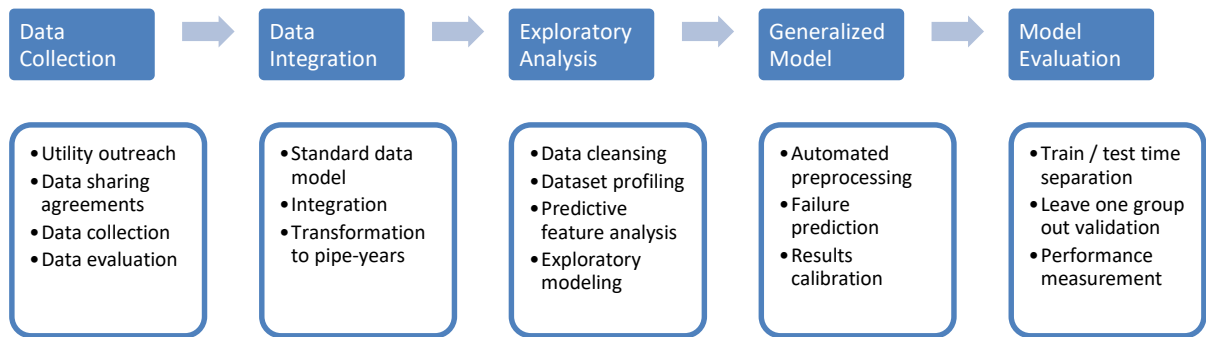 Data
Collection
Data
Integration
Exploratory
Analysis
Generalized
Model
Model
Evaluation
•Utility outreach
•Data sharing
agreements
•Data collection
•Data evaluation
•Standard data
model
•Integration
•Transformation
to pipe-years
•Data cleansing
•Dataset profiling
•Predictive
feature analysis
•Exploratory
modeling
•Automated
preprocessing
•Failure
prediction
•Results
calibration
•Train / test time
separation
•Leave one group
out validation
•Performance
measurement